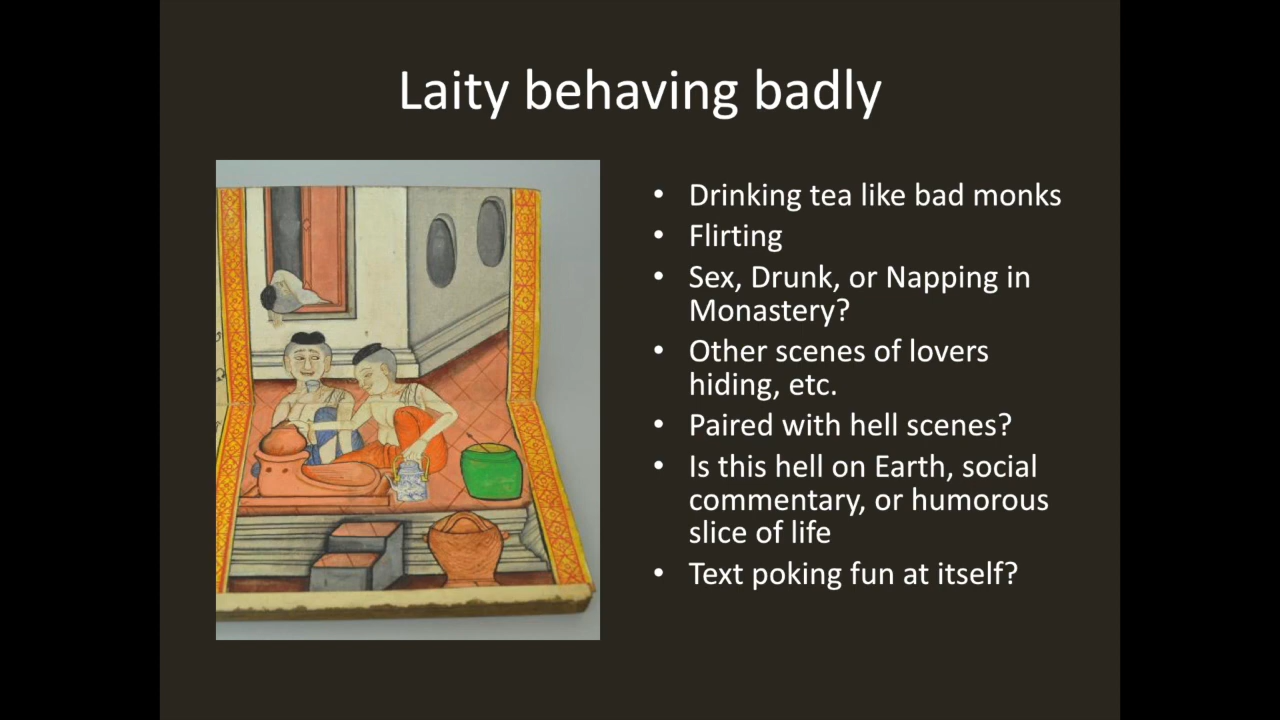 Laity behaving badly
• Drinking tea like bad monks
• Flirting
• Sex, Drunk, or Napping in
Monastery?
• Other scenes of lovers
hiding, etc.
• Paired with hell scenes?
• Is this hell on Earth, social
commentary, or humorous
slice of life
• Text poking fun at itself?